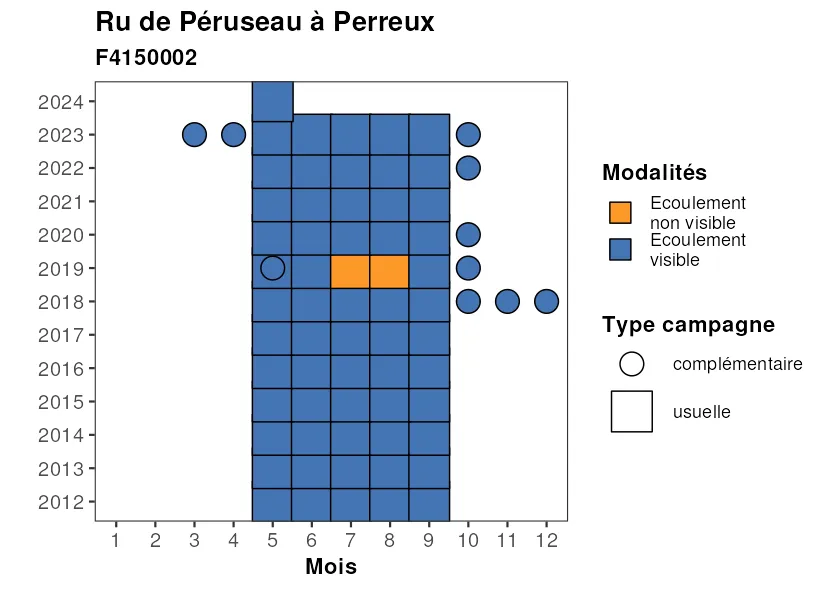 Ru de Péruseau à Perreux
F4150002
2024
2023
2022
2021
2020
2019
2018
2017
2016
2015
2014
2013
2012
1 2 3 4 5 6 7 8 9 10 11 12
Mois
Modalités
Ecoulement
non visible
Ecoulement
visible
Type campagne
complémentaire
usuelle